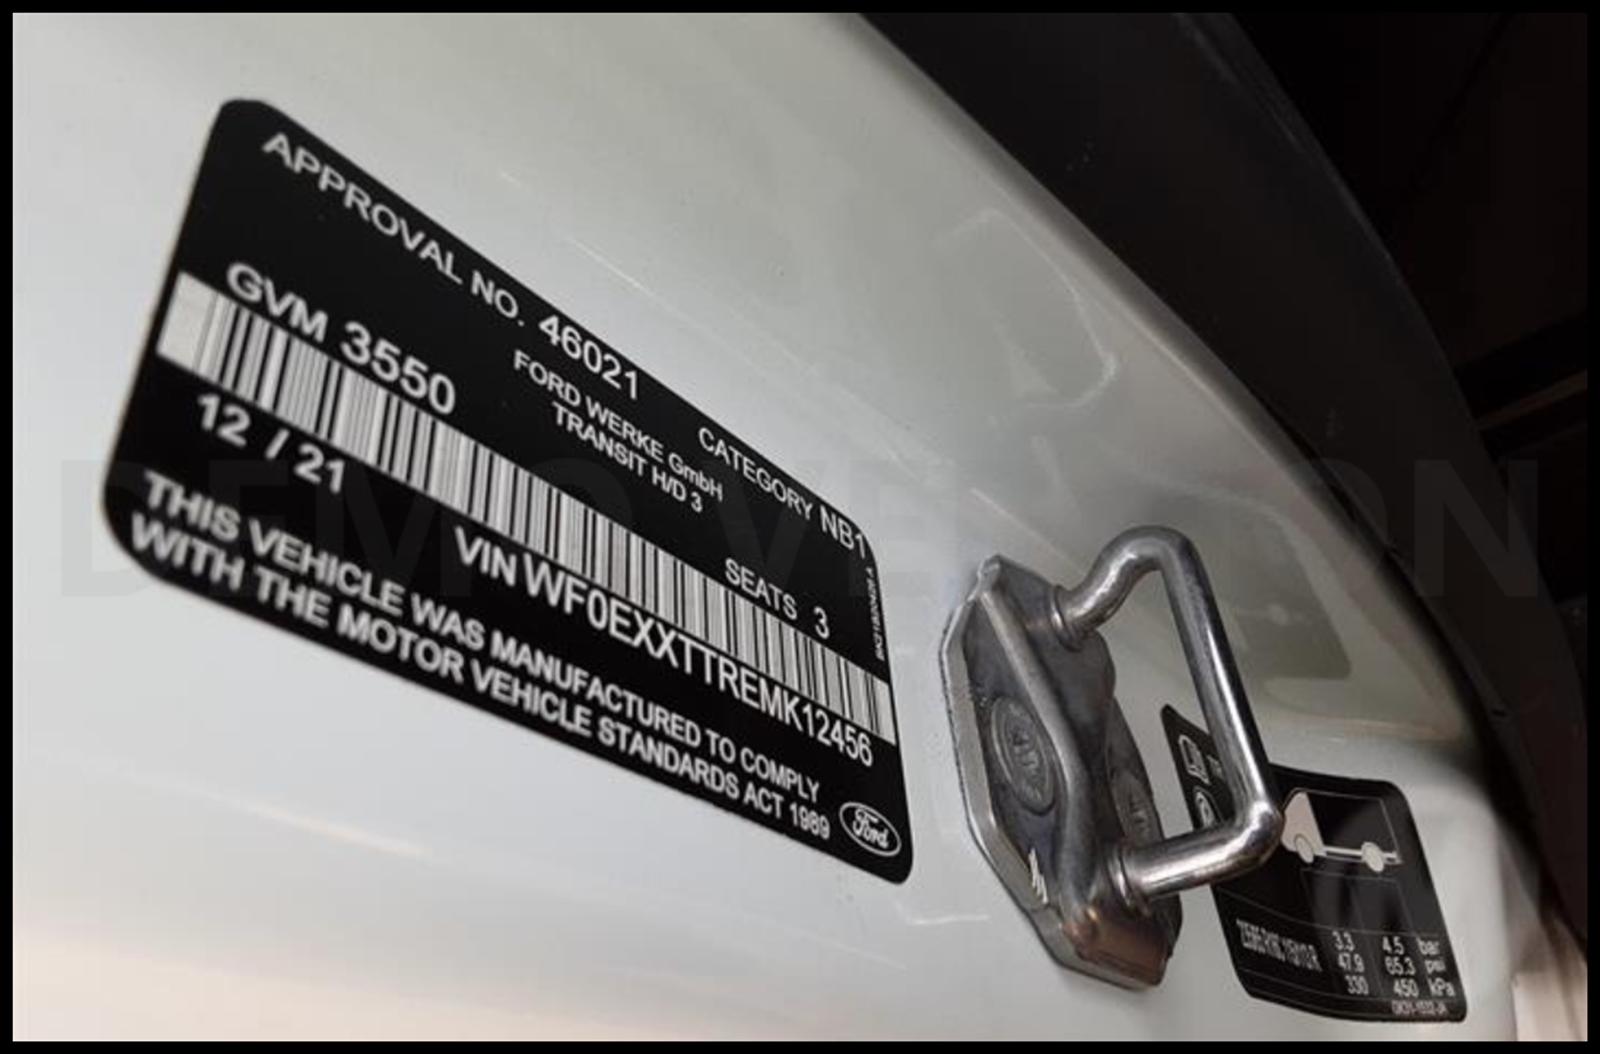 APPROVAL NO. 46021 CATEGORY NB1
FORD WERKE GmbH
TRANSIT H/D 3
GVM 3550 SEATS 3
12 / 21 VIN WF0EXXTTREMK12456
THIS VEHICLE WAS MANUFACTURED TO COMPLY
WITH THE MOTOR VEHICLE STANDARDS ACT 1989
Ford
3.3 4.5 bar
47.9 65.3 psi
330 450 kPa
DEMO VERSION